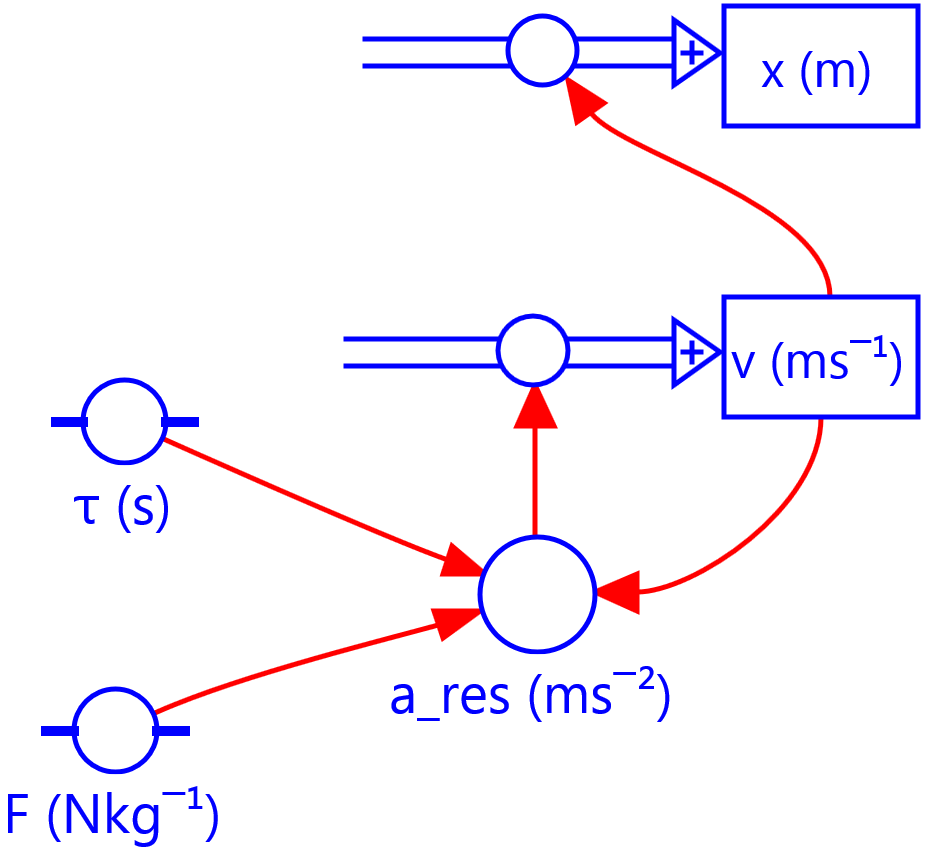 x (m)
v (ms⁻¹)
τ (s)
a_res (ms⁻²)
F (Nkg⁻¹)